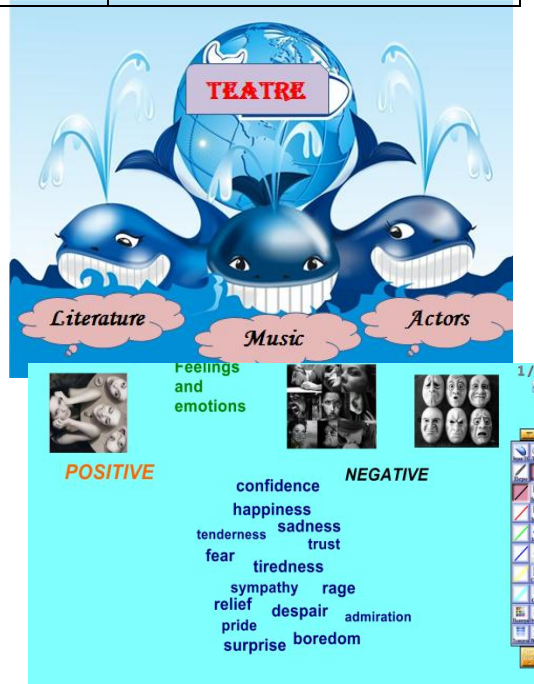 TEATRE
Literature
Music
Actors
Feelings
and
emotions
1/
POSITIVE
NEGATIVE
confidence
happiness
tenderness sadness
trust
fear
tiredness
sympathy rage
relief despair admiration
pride
surprise boredom